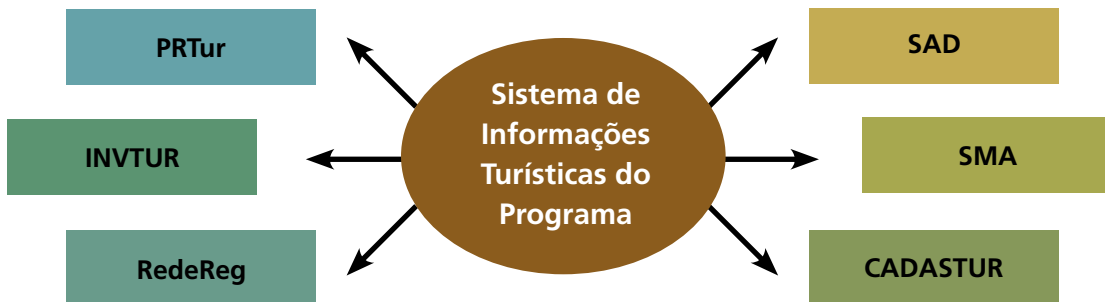 PRTur
SAD
Sistema de
Informações
Turísticas do
Programa
INVTUR
SMA
RedeReg
CADASTUR